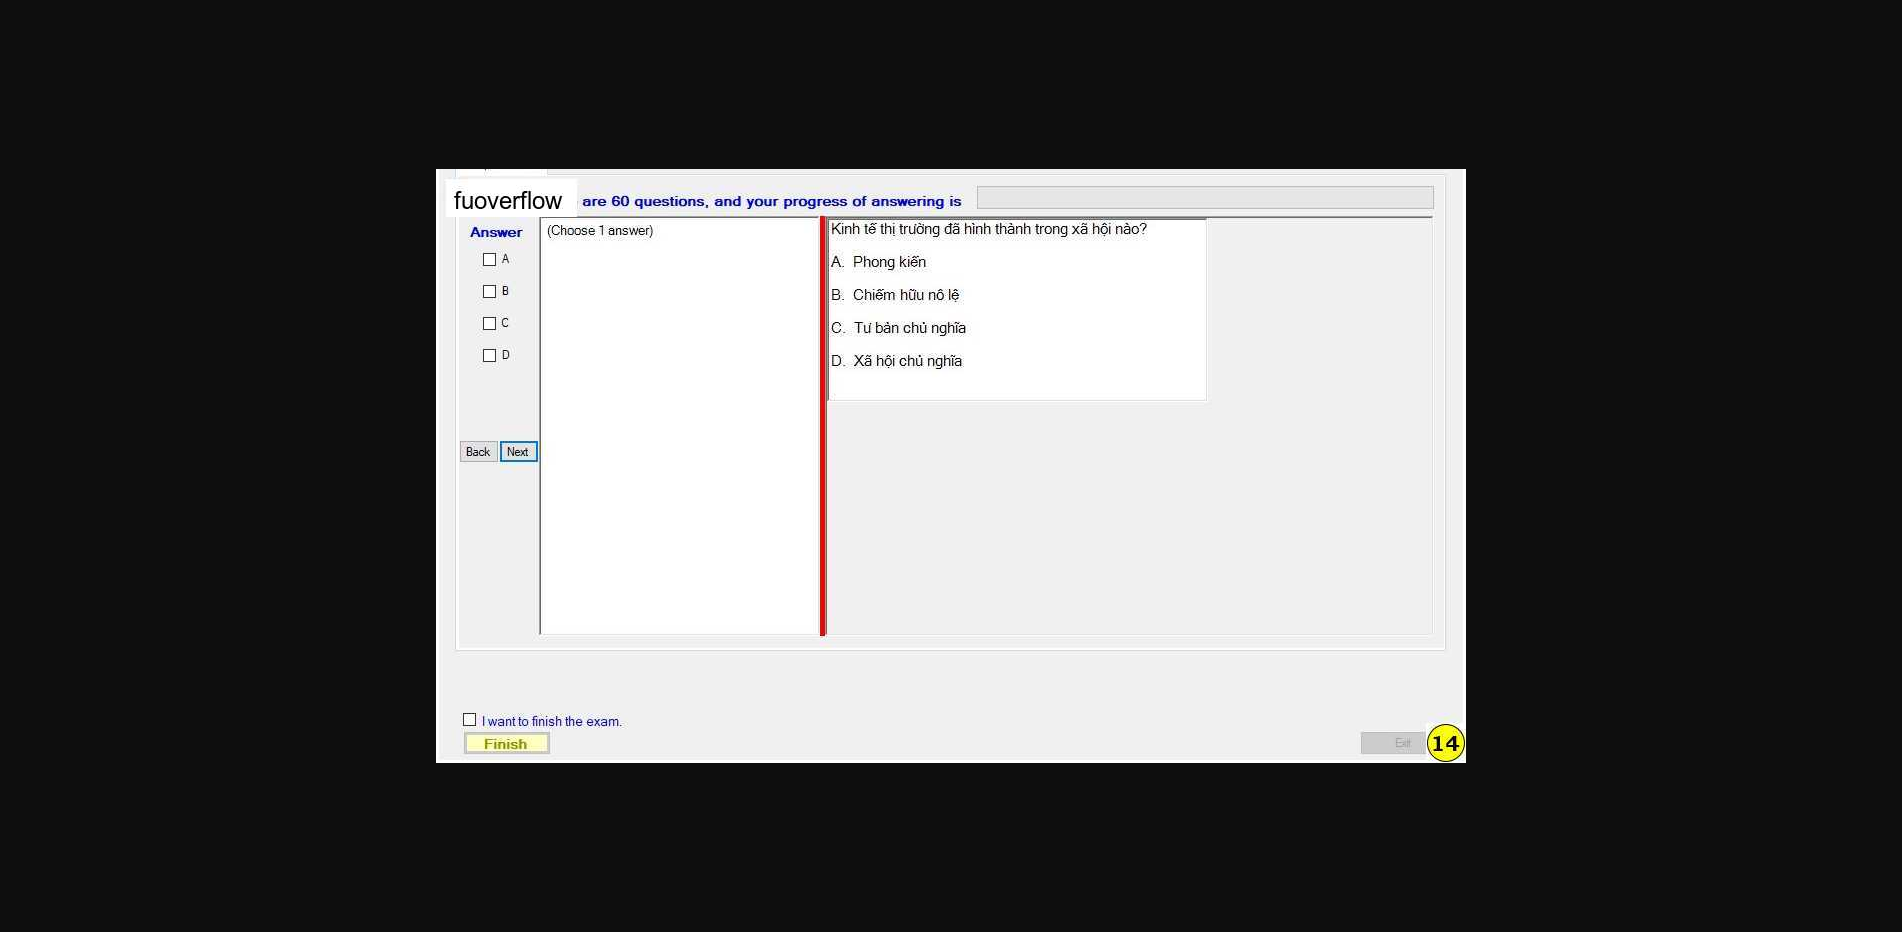 fuoverflow are 60 questions, and your progress of answering is
Answer
(Choose 1 answer)
A
B
C
D
Back Next
Kinh tế thị trường đã hình thành trong xã hội nào?
A. Phong kiến
B. Chiếm hữu nô lệ
C. Tư bản chủ nghĩa
D. Xã hội chủ nghĩa
I want to finish the exam.
Finish
Exit
14